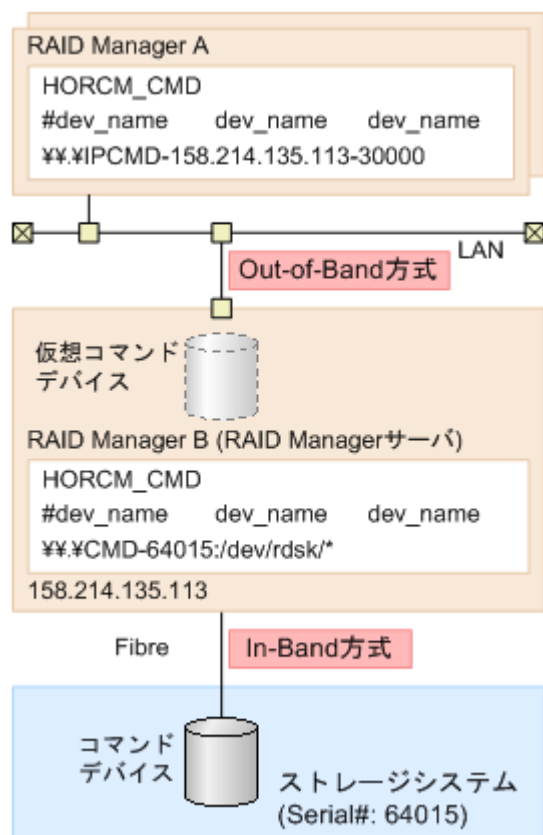 RAID Manager A
HORCM_CMD
#dev_name dev_name dev_name
¥¥.¥IPCMD-158.214.135.113-30000
LAN
Out-of-Band方式
仮想コマンド
デバイス
RAID Manager B (RAID Managerサーバ)
HORCM_CMD
#dev_name dev_name dev_name
¥¥.¥CMD-64015:/dev/rdsk/*
158.214.135.113
Fibre
In-Band方式
コマンド
デバイス
ストレージシステム
(Serial#: 64015)